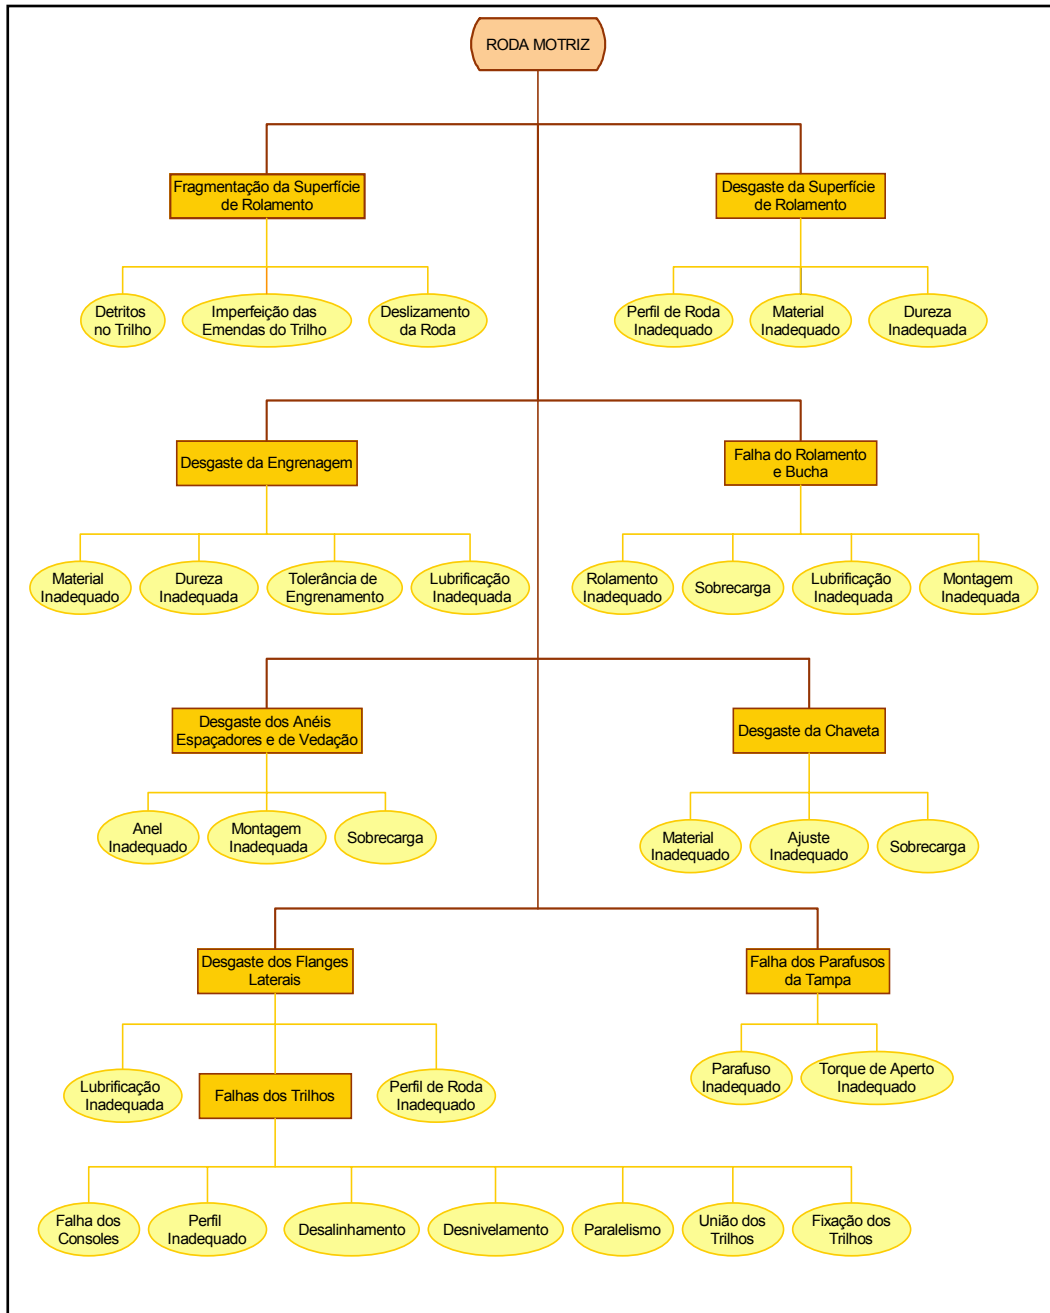 RODA MOTRIZ
Fragmentação da Superfície
de Rolamento
Desgaste da Superfície
de Rolamento
Detritos
no Trilho
Imperfeição das
Emendas do Trilho
Deslizamento
da Roda
Perfil de Roda
Inadequado
Material
Inadequado
Dureza
Inadequada
Desgaste da Engrenagem
Falha do Rolamento
e Bucha
Material
Inadequado
Dureza
Inadequada
Tolerância de
Engrenamento
Lubrificação
Inadequada
Rolamento
Inadequado
Sobrecarga
Lubrificação
Inadequada
Montagem
Inadequada
Desgaste dos Anéis
Espaçadores e de Vedação
Desgaste da Chaveta
Anel
Inadequado
Montagem
Inadequada
Sobrecarga
Material
Inadequado
Ajuste
Inadequado
Sobrecarga
Desgaste dos Flanges
Laterais
Falha dos Parafusos
da Tampa
Lubrificação
Inadequada
Falhas dos Trilhos
Perfil de Roda
Inadequado
Parafuso
Inadequado
Torque de Aperto
Inadequado
Falha dos
Consoles
Perfil
Inadequado
Desalinhamento
Desnivelamento
Paralelismo
União dos
Trilhos
Fixação dos
Trilhos